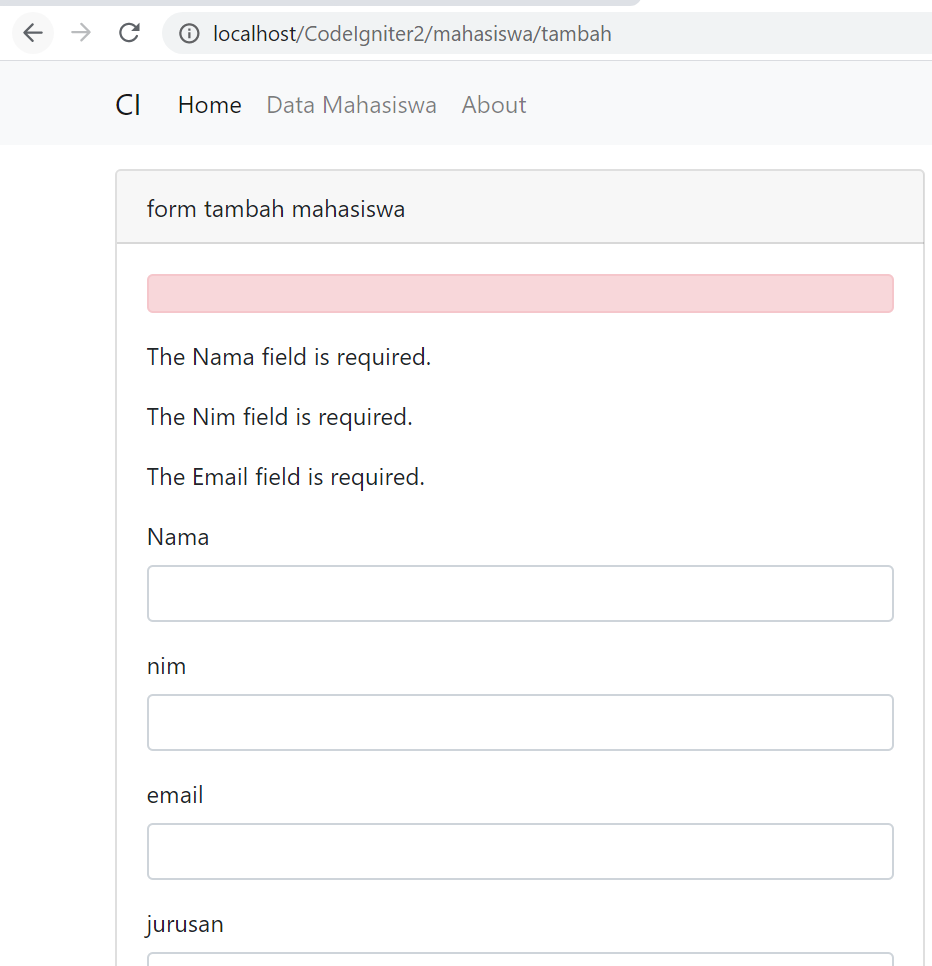 localhost/CodeIgniter2/mahasiswa/tambah
CI Home Data Mahasiswa About
form tambah mahasiswa
The Nama field is required.
The Nim field is required.
The Email field is required.
Nama
nim
email
jurusan